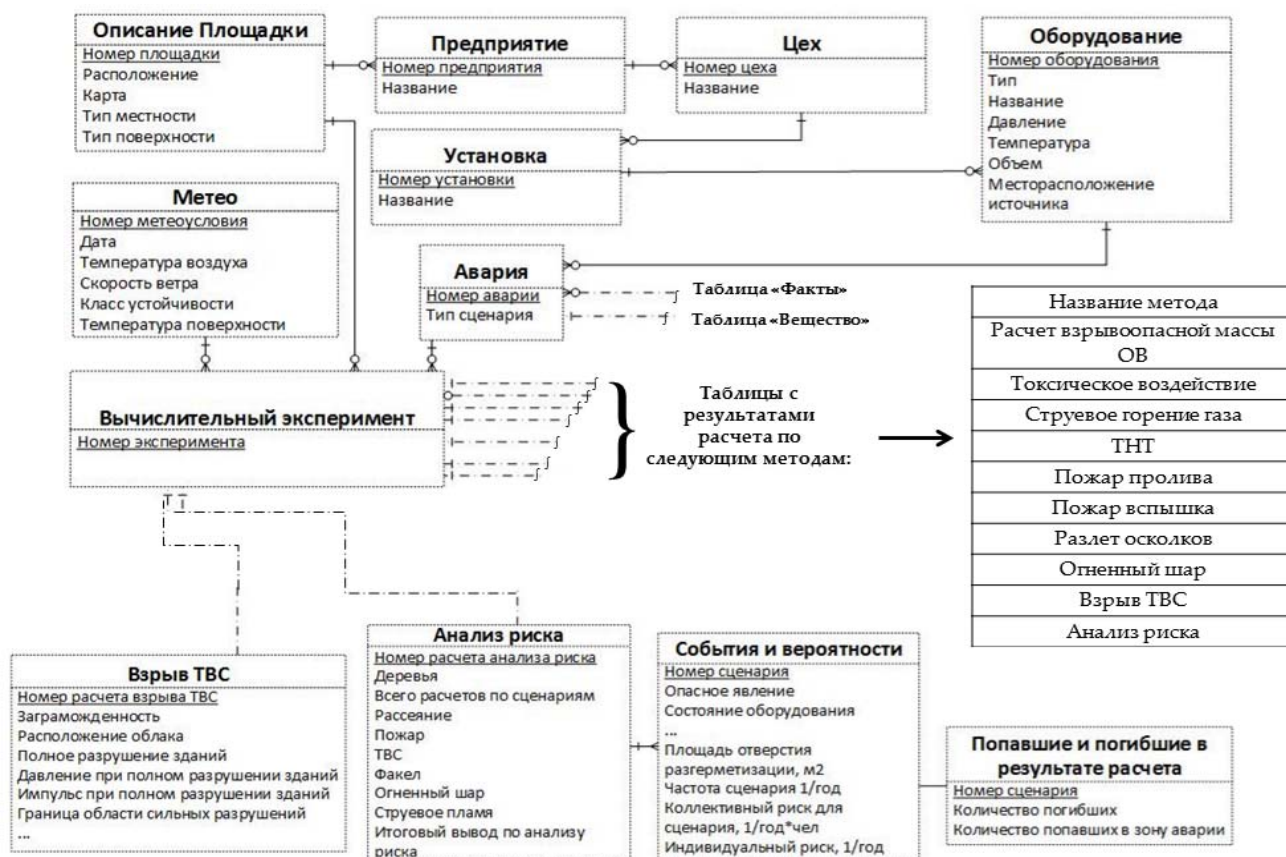 Описание Площадки
Номер площадки
Расположение
Карта
Тип местности
Тип поверхности
Предприятие
Номер предприятия
Название
Цех
Номер цеха
Название
Оборудование
Номер оборудования
Тип
Название
Давление
Температура
Объем
Месторасположение
источника
Установка
Номер установки
Название
Метео
Номер метеоусловия
Дата
Температура воздуха
Скорость ветра
Класс устойчивости
Температура поверхности
Авария
Номер аварии
Тип сценария
Таблица «Факты»
Таблица «Вещество»
Вычислительный эксперимент
Номер эксперимента
Таблицы с
результатами
расчета по
следующим методам:
Название метода
Расчет взрывоопасной массы
ОВ
Токсическое воздействие
Струевое горение газа
ТНТ
Пожар пролива
Пожар вспышка
Разлет осколков
Огненный шар
Взрыв ТВС
Анализ риска
Взрыв ТВС
Номер расчета взрыва ТВС
Заграможденность
Расположение облака
Полное разрушение зданий
Давление при полном разрушении зданий
Импульс при полном разрушении зданий
Граница области сильных разрушений
...
Анализ риска
Номер расчета анализа риска
Деревья
Всего расчетов по сценариям
Рассеяние
Пожар
ТВС
Факел
Огненный шар
Струевое пламя
Итоговый вывод по анализу
риска
События и вероятности
Номер сценария
Опасное явление
Состояние оборудования
...
Площадь отверстия
разгерметизации, м2
Частота сценария 1/год
Коллективный риск для
сценария, 1/год*чел
Индивидуальный риск, 1/год
Попавшие и погибшие в
результате расчета
Номер сценария
Количество погибших
Количество попавших в зону аварии